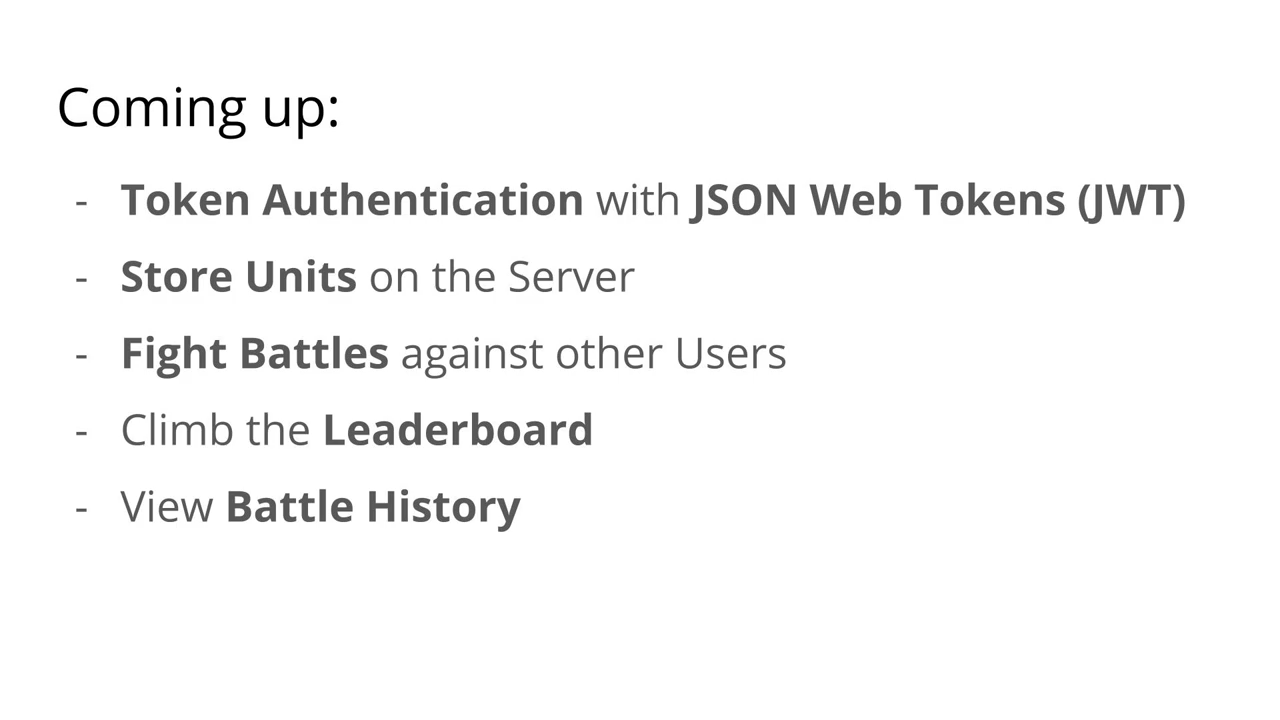 Coming up:
- Token Authentication with JSON Web Tokens (JWT)
- Store Units on the Server
- Fight Battles against other Users
- Climb the Leaderboard
- View Battle History